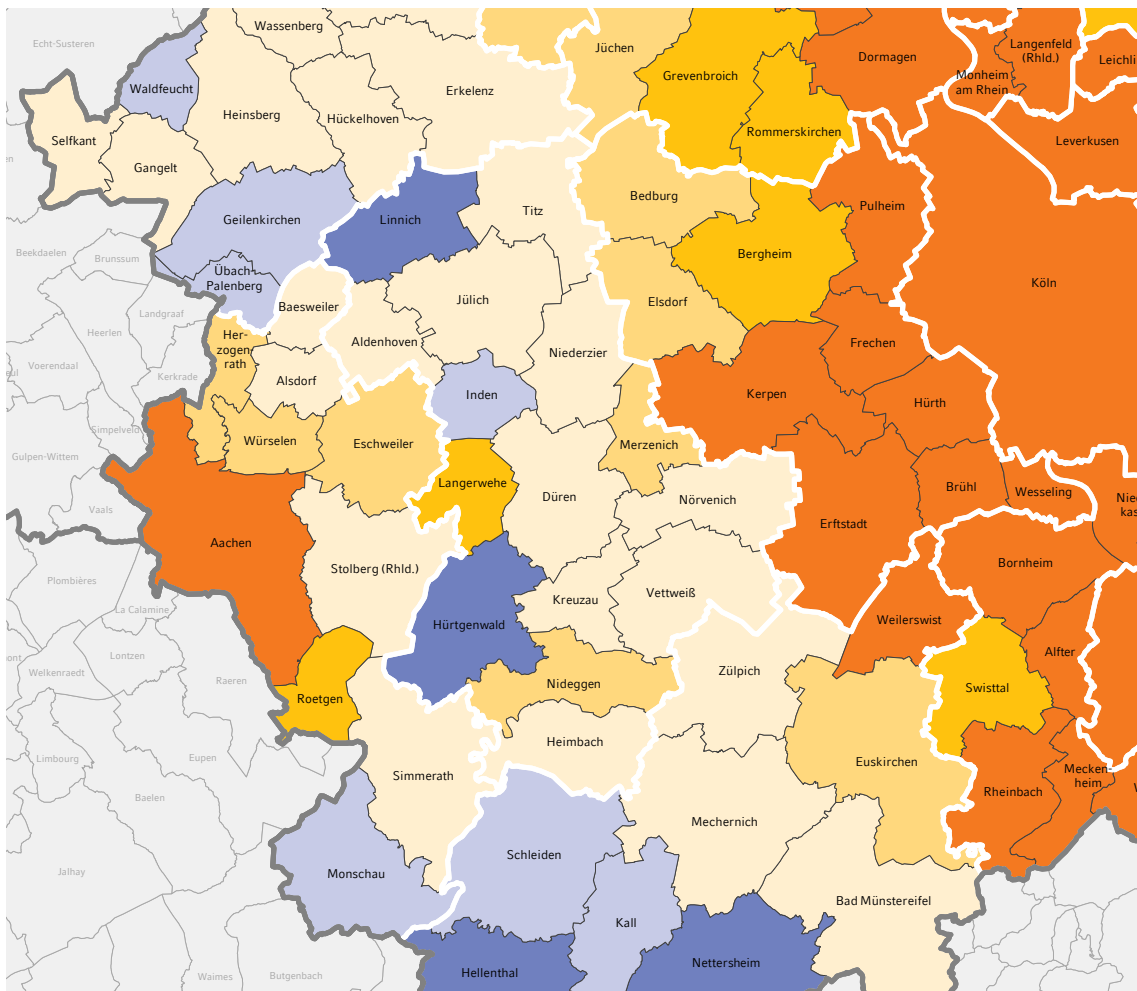 Wassenberg
Echt-Susteren
Jüchen
Langenfeld
(Rhld.)
Dormagen
Leichli
Grevenbroich
Monheim
am Rhein
Waldfeucht
Erkelenz
Heinsberg
Hückelhoven
Rommerskirchen
Selfkant
Leverkusen
Gangelt
Bedburg
Pulheim
Titz
Geilenkirchen
Linnich
Beekdaelen
Brunssum
Bergheim
Übach-
Palenberg
Köln
Jülich
Elsdorf
Baesweiler
Landgraaf
Heerlen
Her-
zogen
rath
Aldenhoven
Frechen
Niederzier
Voerendaal
Kerkrade
Alsdorf
Inden
Kerpen
Hürth
Simpelveld
Würselen
Eschweiler
Merzenich
Gulpen-Wittem
Langerwehe
Brühl
Wesseling
Düren
Nörvenich
Nie
kas
Vaals
Erftstadt
Aachen
Bornheim
Stolberg (Rhld.)
Plombières
Vettweiß
Kreuzau
La Calamine
Hürtgenwald
Weilerswist
Lontzen
Alfter
Welkenraedt
Zülpich
Raeren
Nideggen
Swisttal
Roetgen
Heimbach
Limbourg
Eupen
Euskirchen
Simmerath
Mecken-
heim
Rheinbach
Baelen
Mechernich
Schleiden
Jalhay
Monschau
Bad Münstereifel
Kall
Nettersheim
Hellenthal
Waimes
Butgenbach